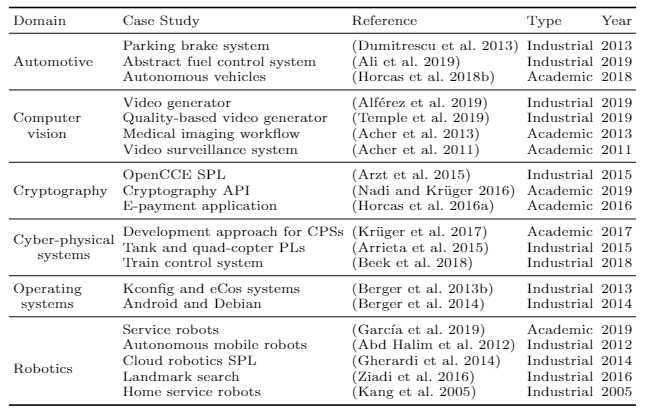 Domain Case Study Reference Type Year
Parking brake system (Dumitrescu et al. 2013) Industrial 2013
Automotive Abstract fuel control system (Ali et al. 2019) Industrial 2019
Autonomous vehicles (Horcas et al. 2018b) Academic 2018
Video generator (Alférez et al. 2019) Industrial 2019
Computer Quality-based video generator (Temple et al. 2019) Industrial 2019
vision Medical imaging workflow (Acher et al. 2013) Academic 2013
Video surveillance system (Acher et al. 2011) Academic 2011
OpenCCE SPL (Arzt et al. 2015) Industrial 2015
Cryptography Cryptography API (Nadi and Krüger 2016) Academic 2019
E-payment application (Horcas et al. 2016a) Academic 2016
Cyber-physical Development approach for CPSs (Krüger et al. 2017) Academic 2017
systems Tank and quad-copter PLs (Arrieta et al. 2015) Industrial 2015
Train control system (Beek et al. 2018) Industrial 2018
Operating Kconfig and eCos systems (Berger et al. 2013b) Industrial 2013
systems Android and Debian (Berger et al. 2014) Industrial 2014
Service robots (García et al. 2019) Academic 2019
Autonomous mobile robots (Abd Halim et al. 2012) Industrial 2012
Robotics Cloud robotics SPL (Gherardi et al. 2014) Industrial 2014
Landmark search (Ziadi et al. 2016) Industrial 2016
Home service robots (Kang et al. 2005) Industrial 2005